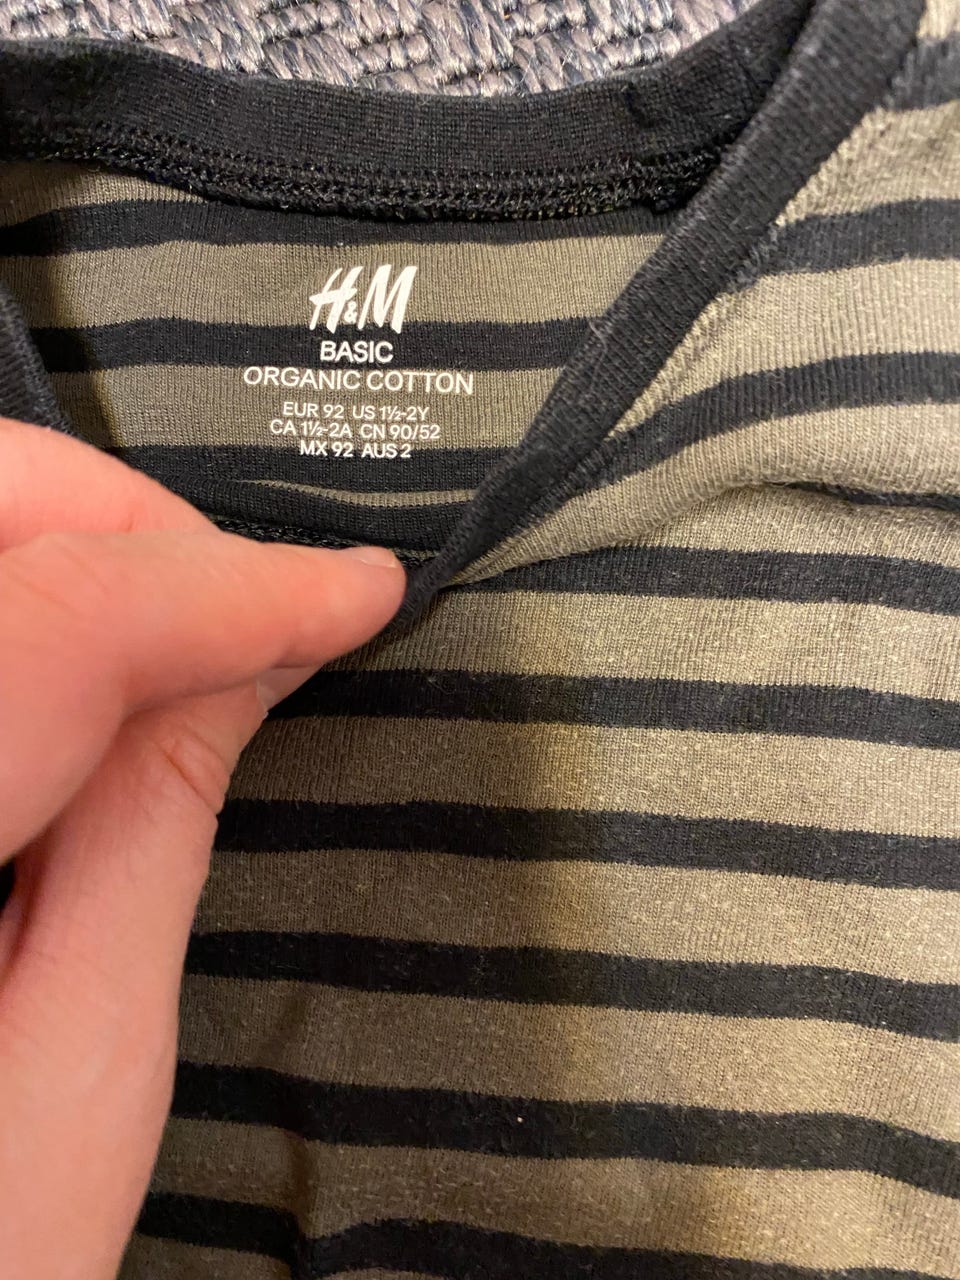 H&M
BASIC
ORGANIC COTTON
EUR 92 US 1½-2Y
CA 1½-2A CN 90/52
MX 92 AUS 2